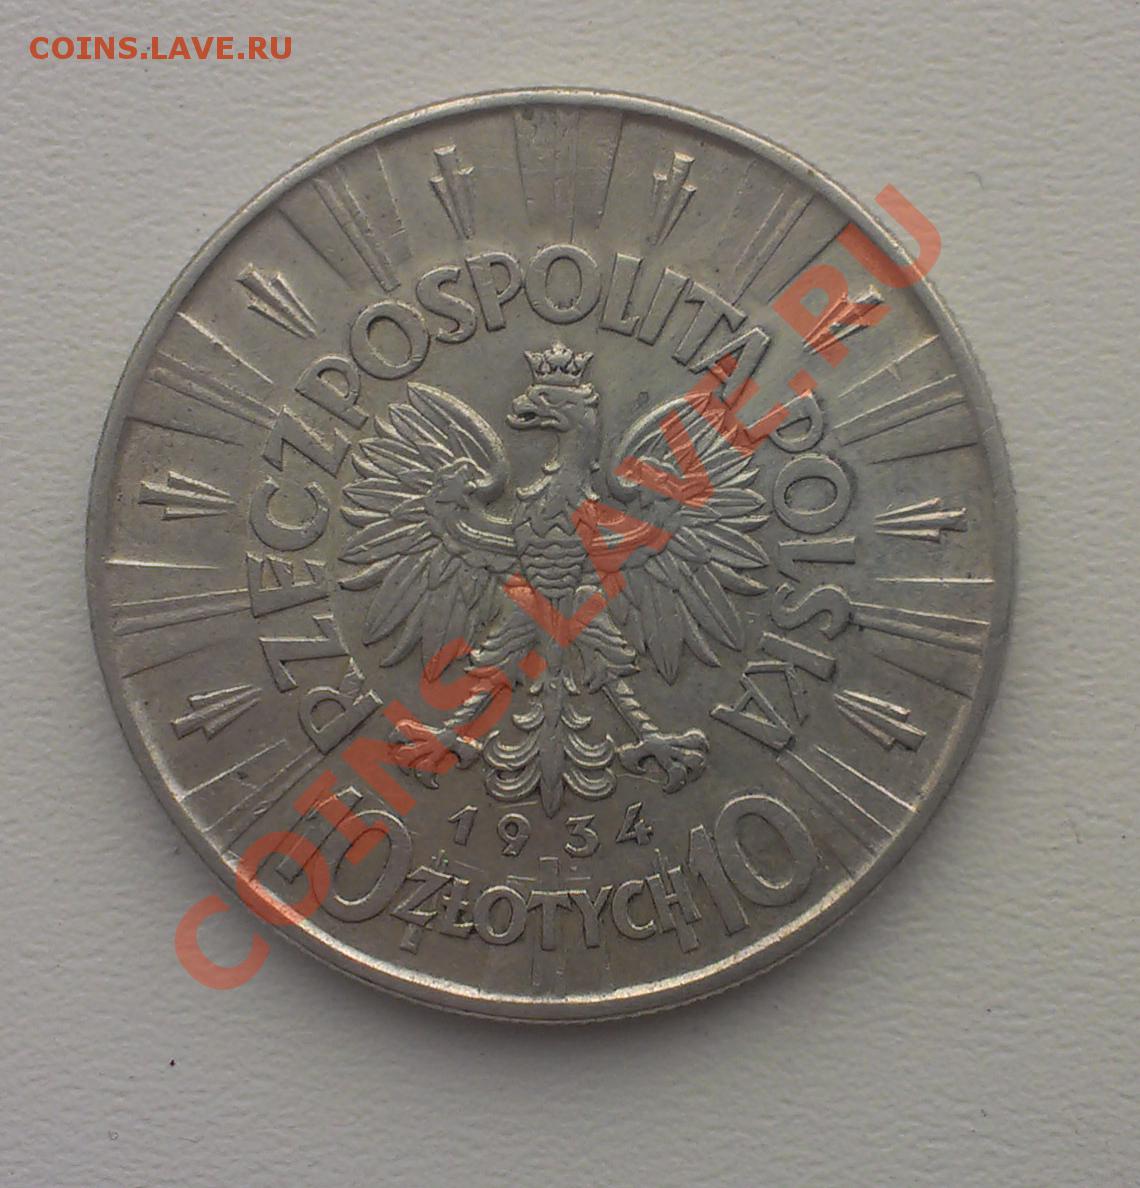 COINS.LAVE.RU
RZECZPOSPOLITA POLSKA
1934
10 ZŁOTYCH 10
COINS.LAVE.RU